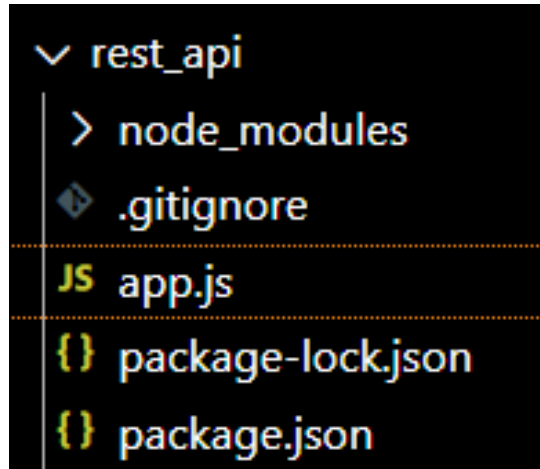 rest_api
node_modules
.gitignore
JS app.js
{} package-lock.json
{} package.json